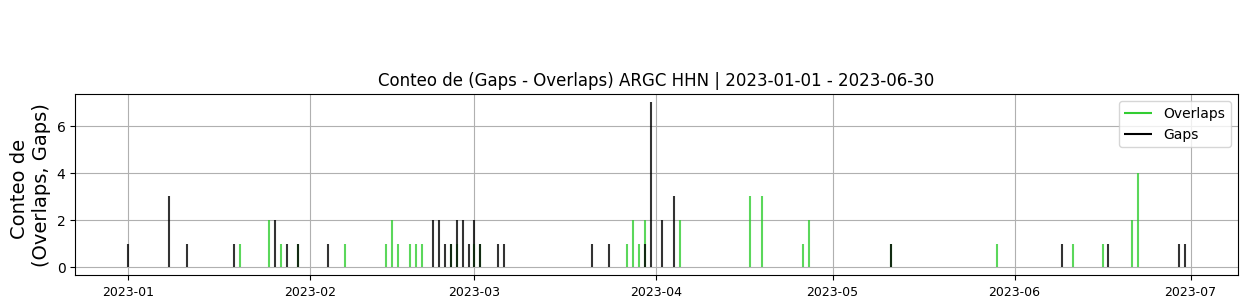 Conteo de (Gaps - Overlaps) ARGC HHN | 2023-01-01 - 2023-06-30
Conteo de
(Overlaps, Gaps)
6
4
2
0
Overlaps
Gaps
2023-01 2023-02 2023-03 2023-04 2023-05 2023-06 2023-07